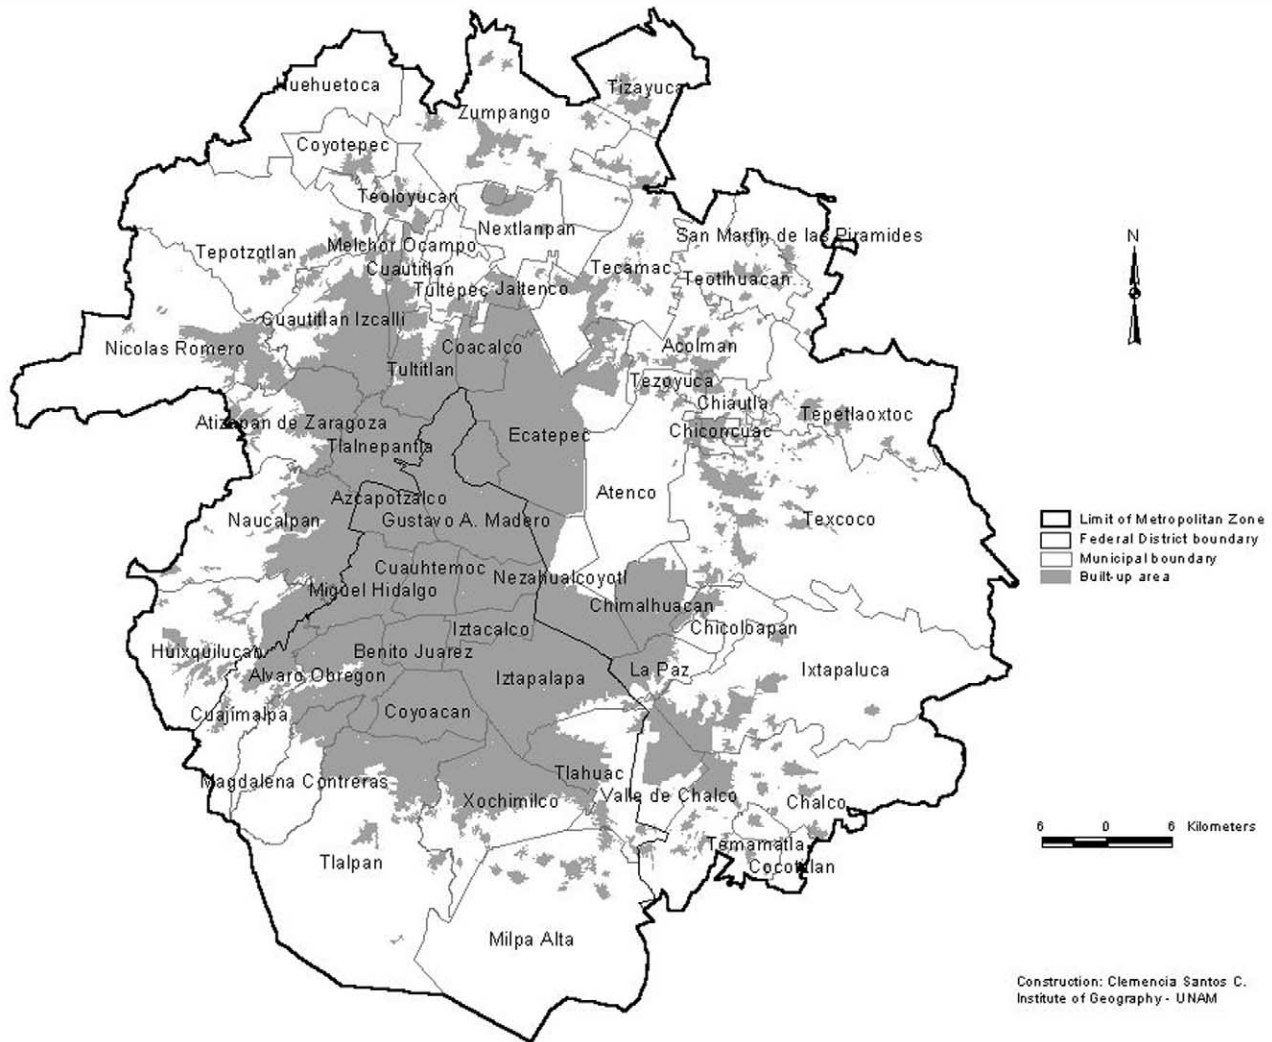 Huehuetoca
Tizayuca
Zumpango
Coyotepec
Teoloyucan
Nextlanpan
San Martin de las Piramides
Melchor Ocampo
Tepotzotlan
Cuautitlan
Tecamac
Teotihuacan
Tultepec
Jaltenco
Cuautitlan Izcalli
Nicolas Romero
Coacalco
Acolman
Tultitlan
Tezoyuca
Chiautla
Tepetlaoxtoc
Atizapan de Zaragoza
Chiconcuac
Ecatepec
Tlalnepantla
Atenco
Azcapotzalco
Naucalpan
Gustavo A. Madero
Texcoco
Cuauhtemoc
Nezahualcoyotl
Miguel Hidalgo
Chimalhuacan
Iztacalco
Chicoloapan
Huixquilucan
Benito Juarez
La Paz
Ixtapaluca
Alvaro Obregon
Iztapalapa
Cuajimalpa
Coyoacan
Magdalena Contreras
Tlahuac
Xochimilco
Valle de Chalco
Chalco
Tlalpan
Temamatla
Cocotitlan
Milpa Alta
N
Limit of Metropolitan Zone
Federal District boundary
Municipal boundary
Built-up area
6 0 6 Kilometers
Construction: Clemencia Santos C.
Institute of Geography - UNAM